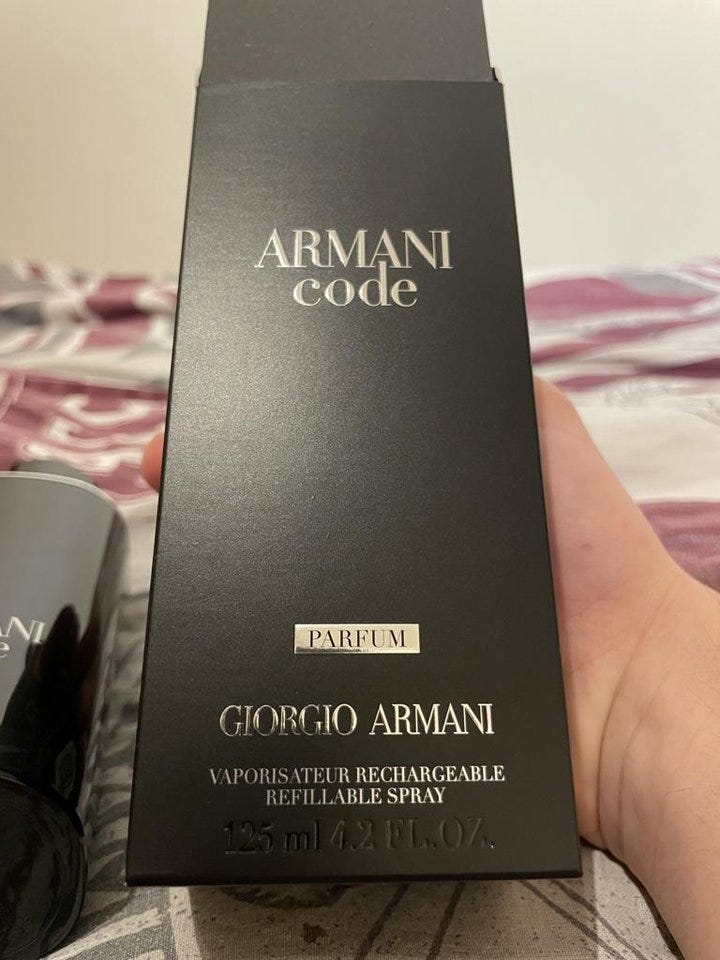 ARMANI
code
PARFUM
GIORGIO ARMANI
VAPORISATEUR RECHARGEABLE
REFILLABLE SPRAY
125 ml 4.2 FL.OZ.